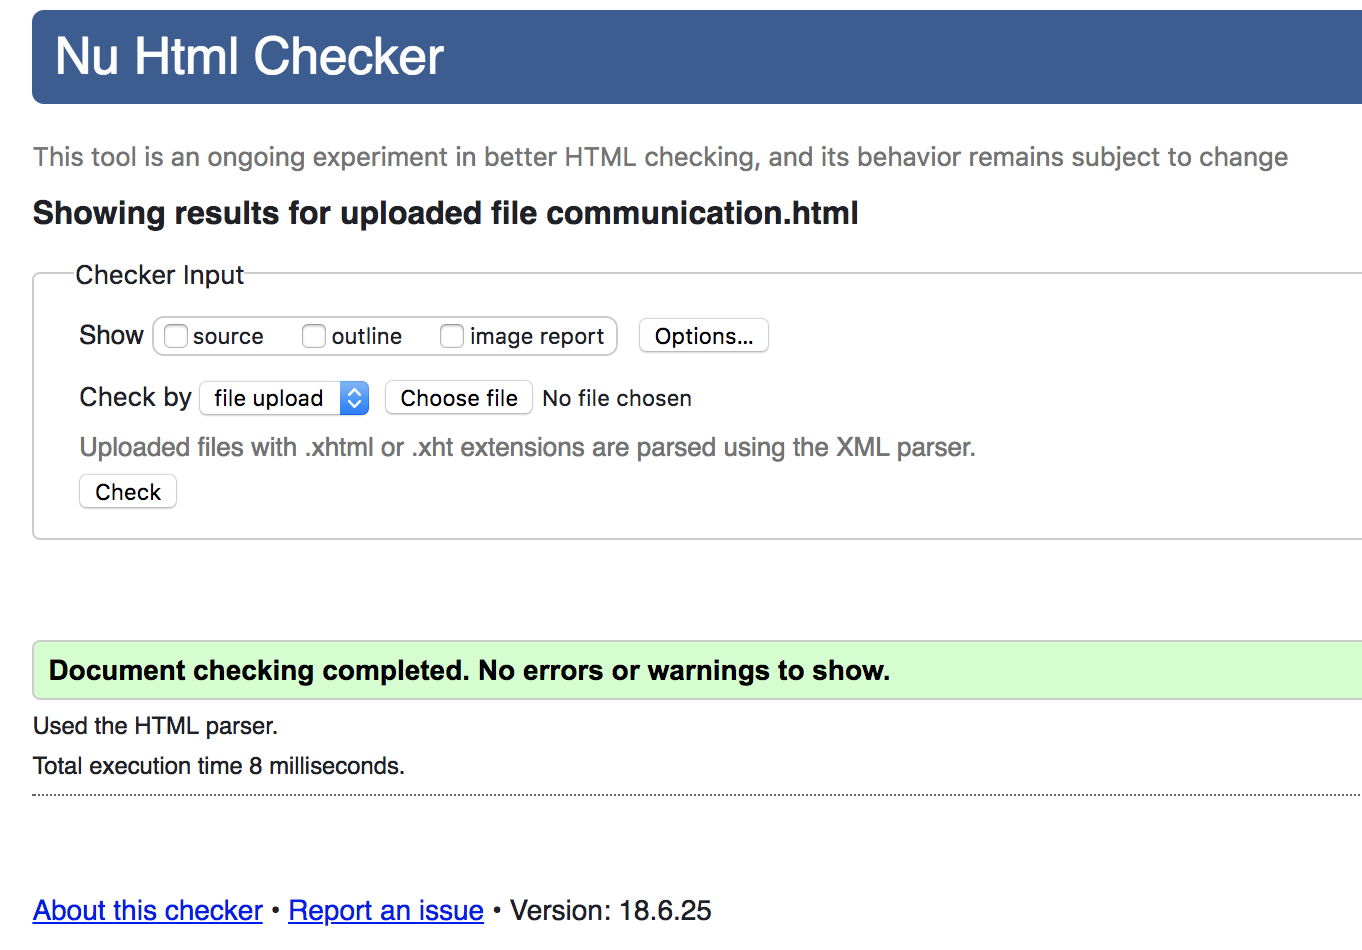 Nu Html Checker
This tool is an ongoing experiment in better HTML checking, and its behavior remains subject to change
Showing results for uploaded file communication.html
Checker Input
Show source outline image report Options...
Check by file upload Choose file No file chosen
Uploaded files with .xhtml or .xht extensions are parsed using the XML parser.
Check
Document checking completed. No errors or warnings to show.
Used the HTML parser.
Total execution time 8 milliseconds.
About this checker • Report an issue • Version: 18.6.25